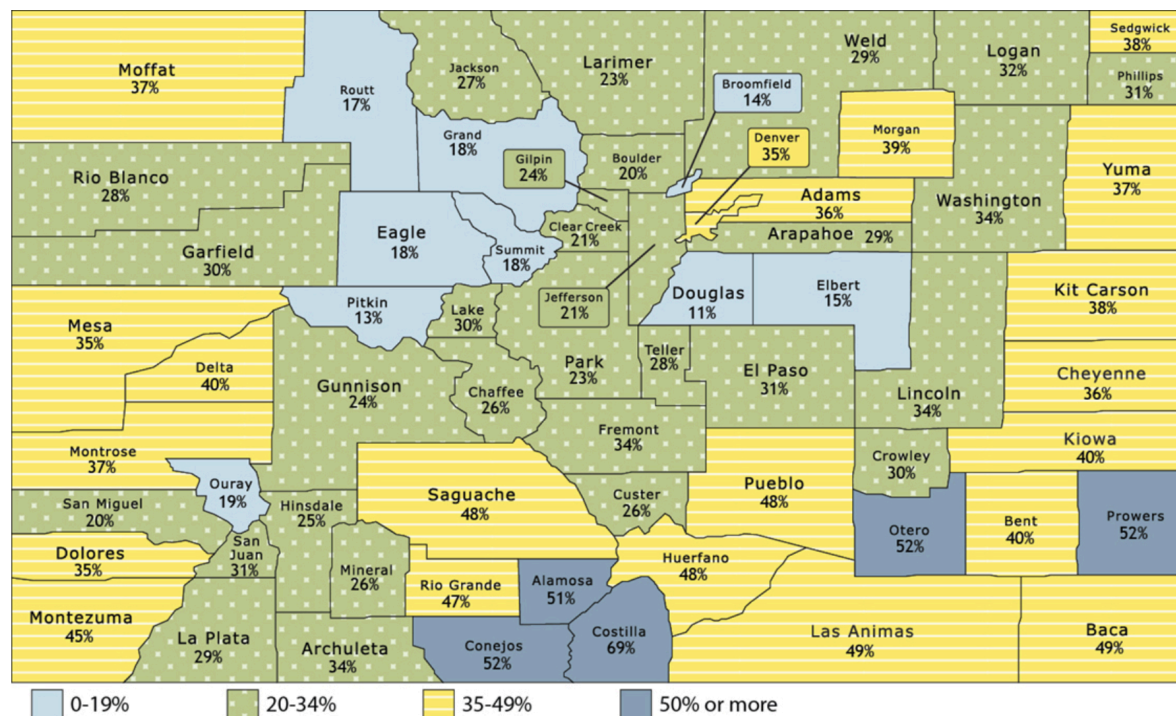 Moffat
37%
Routt
17%
Jackson
27%
Larimer
23%
Weld
29%
Logan
32%
Sedgwick
38%
Phillips
31%
Broomfield
14%
Grand
18%
Gilpin
24%
Boulder
20%
Denver
35%
Morgan
39%
Yuma
37%
Rio Blanco
28%
Adams
36%
Washington
34%
Garfield
30%
Eagle
18%
Summit
18%
Clear Creek
21%
Arapahoe 29%
Pitkin
13%
Lake
30%
Jefferson
21%
Douglas
11%
Elbert
15%
Kit Carson
38%
Mesa
35%
Delta
40%
Gunnison
24%
Chaffee
26%
Park
23%
Teller
28%
El Paso
31%
Lincoln
34%
Cheyenne
36%
Montrose
37%
Fremont
34%
Crowley
30%
Kiowa
40%
Ouray
19%
San Miguel
20%
Hinsdale
25%
Saguache
48%
Custer
26%
Pueblo
48%
Otero
52%
Bent
40%
Prowers
52%
Dolores
35%
San
Juan
31%
Mineral
26%
Rio Grande
47%
Alamosa
51%
Huerfano
48%
Montezuma
45%
La Plata
29%
Archuleta
34%
Conejos
52%
Costilla
69%
Las Animas
49%
Baca
49%
0-19%
20-34%
35-49%
50% or more